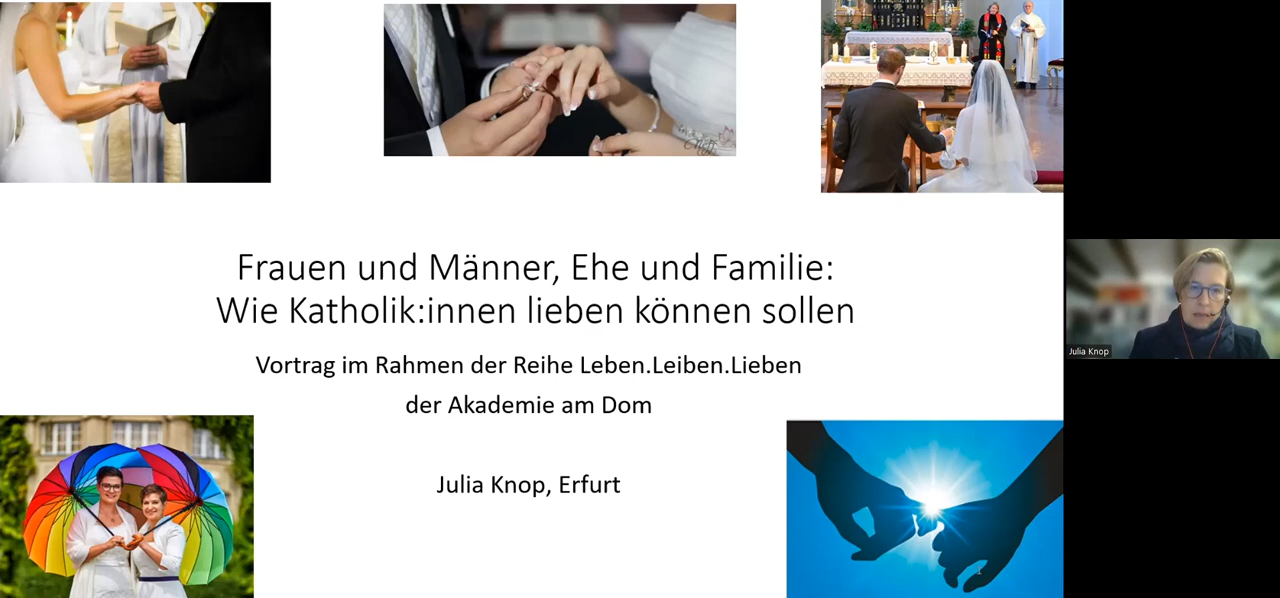 Frauen und Männer, Ehe und Familie:
Wie Katholik:innen lieben können sollen
Vortrag im Rahmen der Reihe Leben.Leiben.Lieben
der Akademie am Dom
Julia Knop, Erfurt
Julia Knop